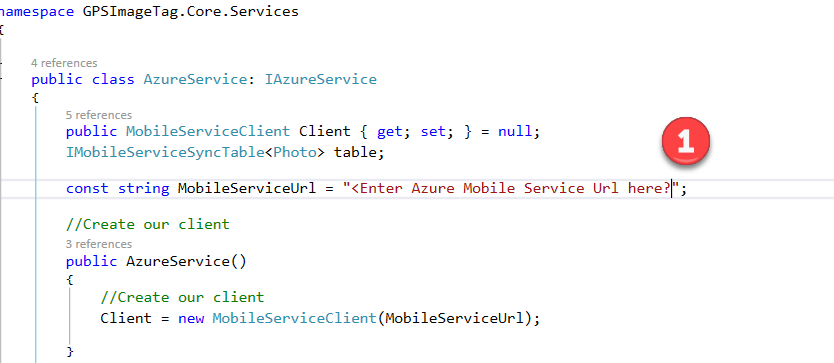 namespace GPSImageTag.Core.Services
{
4 references
public class AzureService: IAzureService
{
5 references
public MobileServiceClient Client { get; set; } = null;
1
IMobileServiceSyncTable<Photo> table;
const string MobileServiceUrl = "<Enter Azure Mobile Service Url here?";
//Create our client
3 references
public AzureService()
{
//Create our client
Client = new MobileServiceClient(MobileServiceUrl);
}